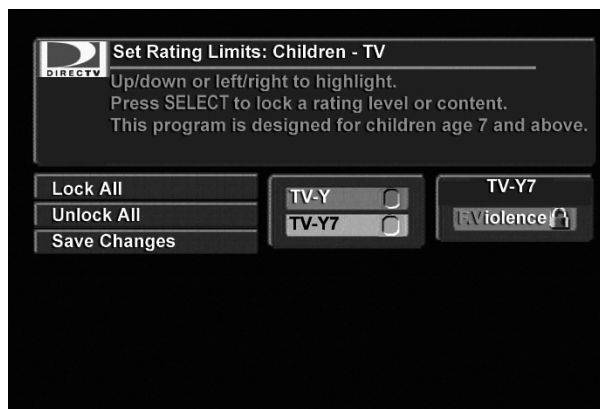 Set Rating Limits: Children - TV
DIRECTV
Up/down or left/right to highlight.
Press SELECT to lock a rating level or content.
This program is designed for children age 7 and above.
Lock All
Unlock All
Save Changes
TV-Y
TV-Y7
TV-Y7
F.Violence